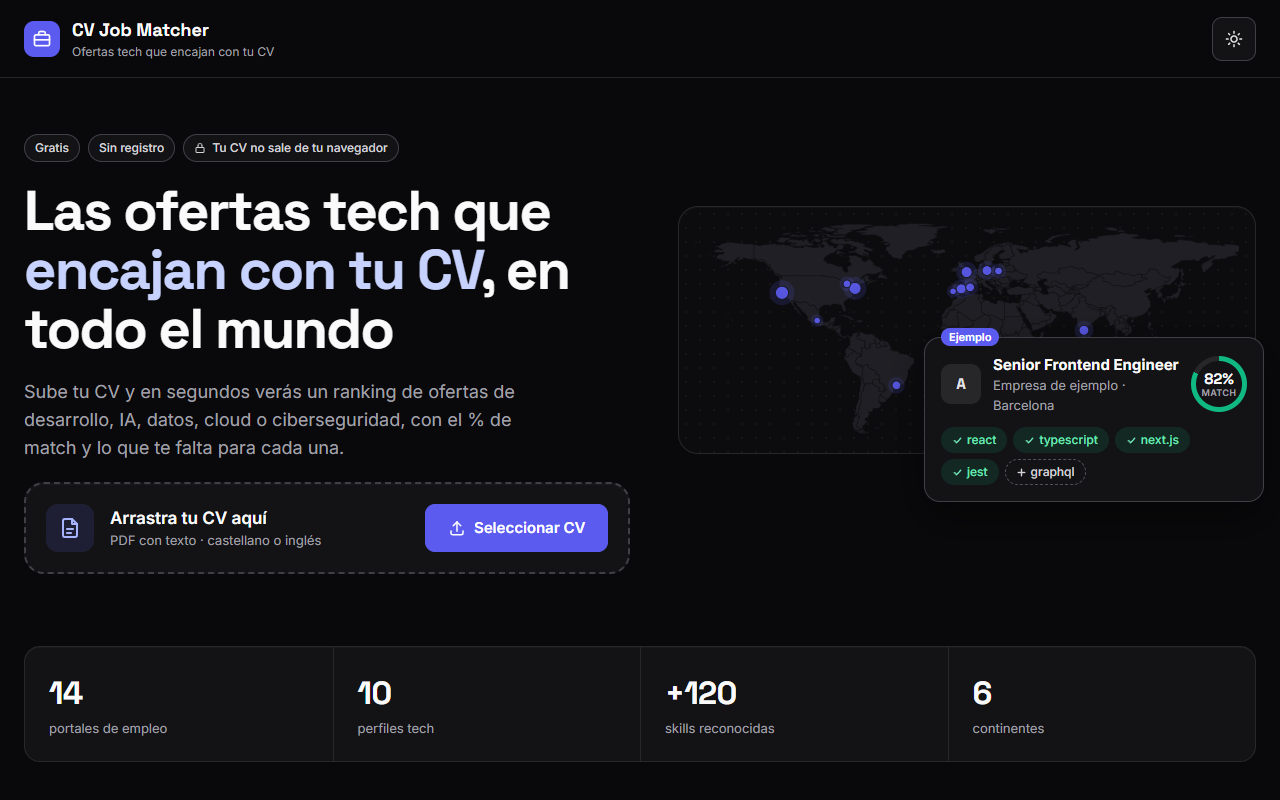 CV Job Matcher
Ofertas tech que encajan con tu CV
Gratis
Sin registro
Tu CV no sale de tu navegador
Las ofertas tech que
encajan con tu CV, en
todo el mundo
Sube tu CV y en segundos verás un ranking de ofertas de
desarrollo, IA, datos, cloud o ciberseguridad, con el % de
match y lo que te falta para cada una.
Arrastra tu CV aquí
PDF con texto · castellano o inglés
Seleccionar CV
Ejemplo
A
Senior Frontend Engineer
Empresa de ejemplo ·
Barcelona
82%
MATCH
react
typescript
next.js
jest
+ graphql
14
portales de empleo
10
perfiles tech
+120
skills reconocidas
6
continentes